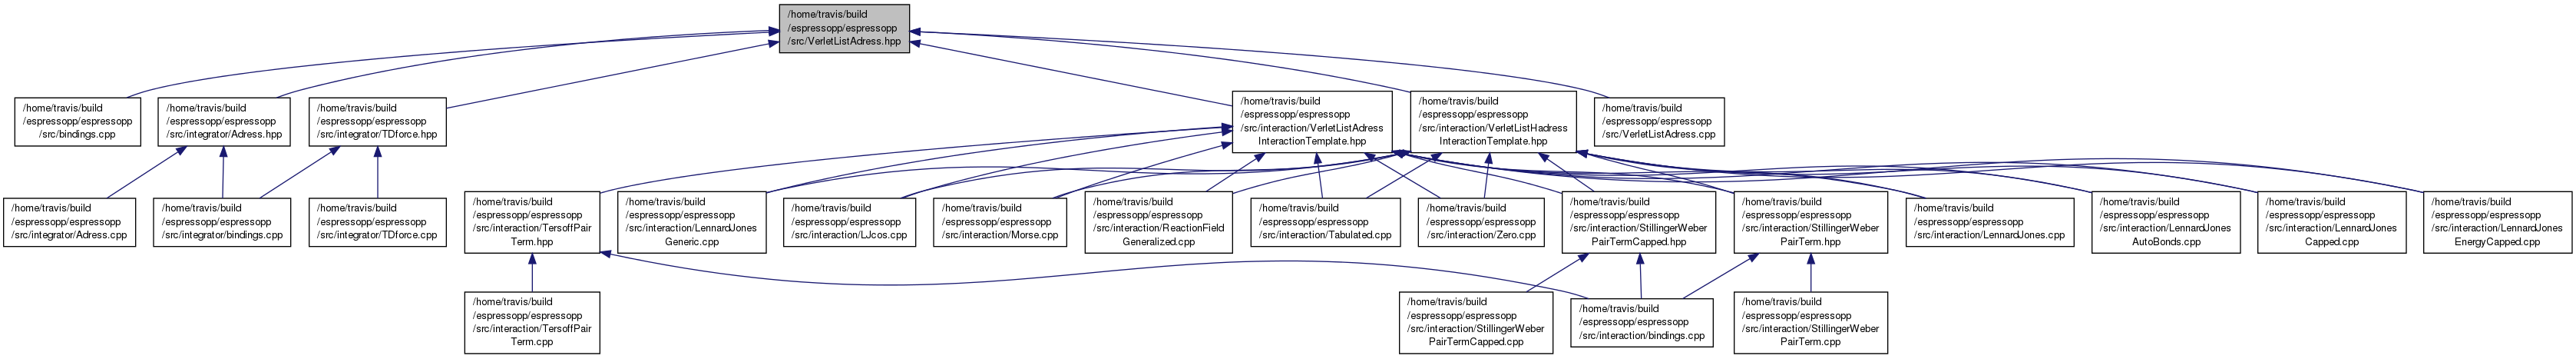 /home/travis/build
/espressopp/espressopp
/src/VerletListAdress.hpp
/home/travis/build
/espressopp/espressopp
/src/bindings.cpp
/home/travis/build
/espressopp/espressopp
/src/integrator/Adress.hpp
/home/travis/build
/espressopp/espressopp
/src/integrator/TDforce.hpp
/home/travis/build
/espressopp/espressopp
/src/interaction/VerletListAdress
InteractionTemplate.hpp
/home/travis/build
/espressopp/espressopp
/src/interaction/VerletListHadress
InteractionTemplate.hpp
/home/travis/build
/espressopp/espressopp
/src/VerletListAdress.cpp
/home/travis/build
/espressopp/espressopp
/src/integrator/Adress.cpp
/home/travis/build
/espressopp/espressopp
/src/integrator/bindings.cpp
/home/travis/build
/espressopp/espressopp
/src/integrator/TDforce.cpp
/home/travis/build
/espressopp/espressopp
/src/interaction/TersoffPair
Term.hpp
/home/travis/build
/espressopp/espressopp
/src/interaction/LennardJones
Generic.cpp
/home/travis/build
/espressopp/espressopp
/src/interaction/LJcos.cpp
/home/travis/build
/espressopp/espressopp
/src/interaction/Morse.cpp
/home/travis/build
/espressopp/espressopp
/src/interaction/ReactionField
Generalized.cpp
/home/travis/build
/espressopp/espressopp
/src/interaction/Tabulated.cpp
/home/travis/build
/espressopp/espressopp
/src/interaction/Zero.cpp
/home/travis/build
/espressopp/espressopp
/src/interaction/StillingerWeber
PairTermCapped.hpp
/home/travis/build
/espressopp/espressopp
/src/interaction/StillingerWeber
PairTerm.hpp
/home/travis/build
/espressopp/espressopp
/src/interaction/LennardJones.cpp
/home/travis/build
/espressopp/espressopp
/src/interaction/LennardJones
AutoBonds.cpp
/home/travis/build
/espressopp/espressopp
/src/interaction/LennardJones
Capped.cpp
/home/travis/build
/espressopp/espressopp
/src/interaction/LennardJones
EnergyCapped.cpp
/home/travis/build
/espressopp/espressopp
/src/interaction/TersoffPair
Term.cpp
/home/travis/build
/espressopp/espressopp
/src/interaction/StillingerWeber
PairTermCapped.cpp
/home/travis/build
/espressopp/espressopp
/src/interaction/bindings.cpp
/home/travis/build
/espressopp/espressopp
/src/interaction/StillingerWeber
PairTerm.cpp